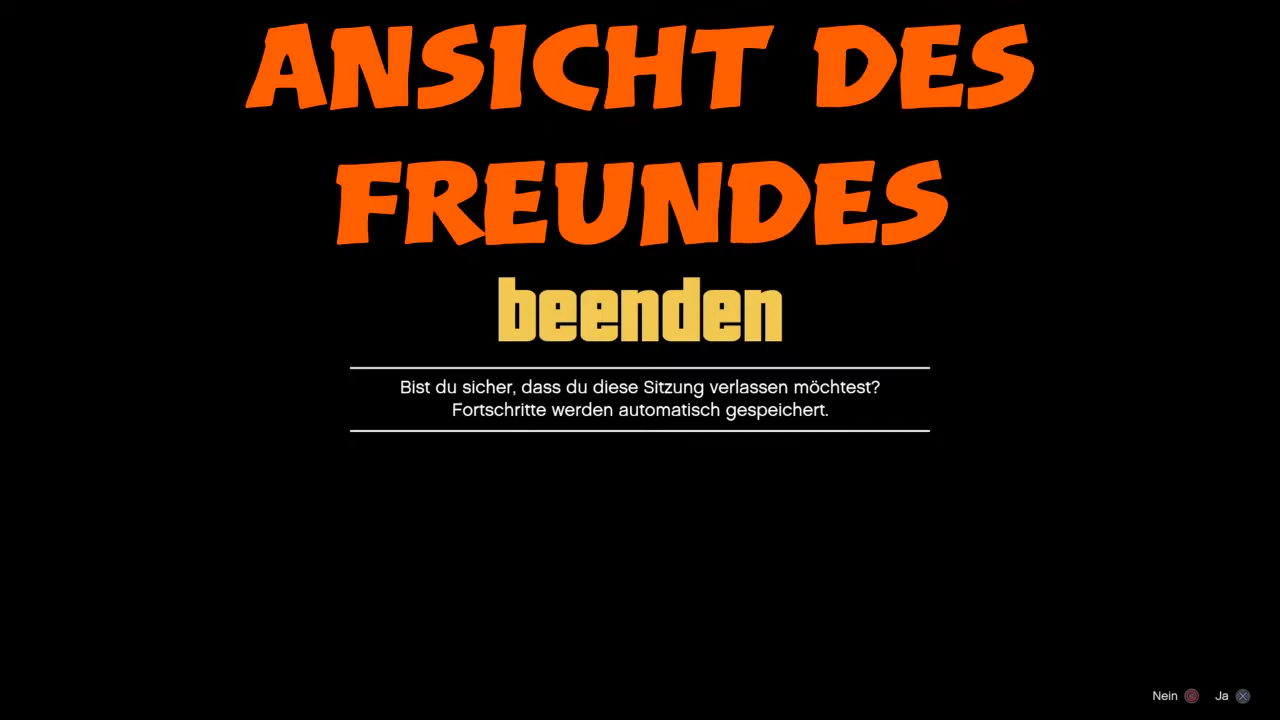 ANSICHT DES
FREUNDES
beenden
Bist du sicher, dass du diese Sitzung verlassen möchtest?
Fortschritte werden automatisch gespeichert.
Nein Ja